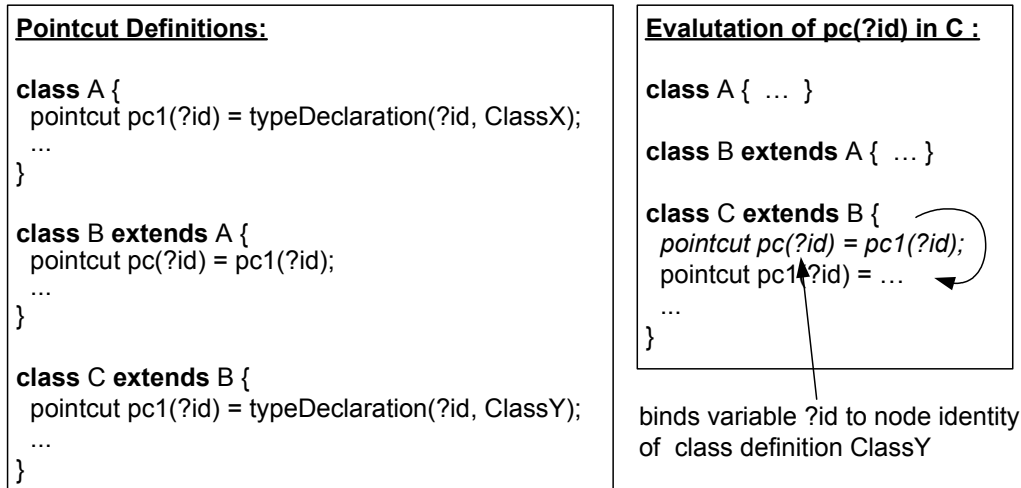 Pointcut Definitions:
class A {
pointcut pc1(?id) = typeDeclaration(?id, ClassX);
...
}
class B extends A {
pointcut pc(?id) = pc1(?id);
...
}
class C extends B {
pointcut pc1(?id) = typeDeclaration(?id, ClassY);
...
}
Evalutation of pc(?id) in C :
class A { … }
class B extends A { … }
class C extends B {
pointcut pc(?id) = pc1(?id);
pointcut pc1(?id) = …
...
}
binds variable ?id to node identity
of class definition ClassY